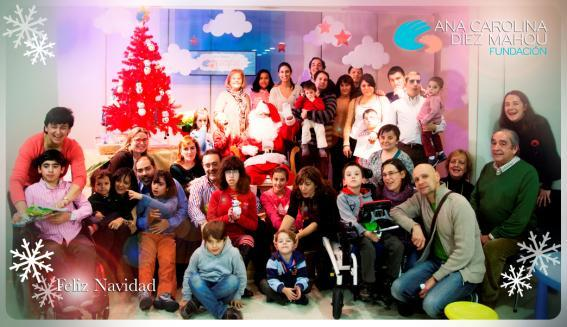 ANA CAROLINA
DIEZ MAHOU
FUNDACIÓN
Feliz Navidad